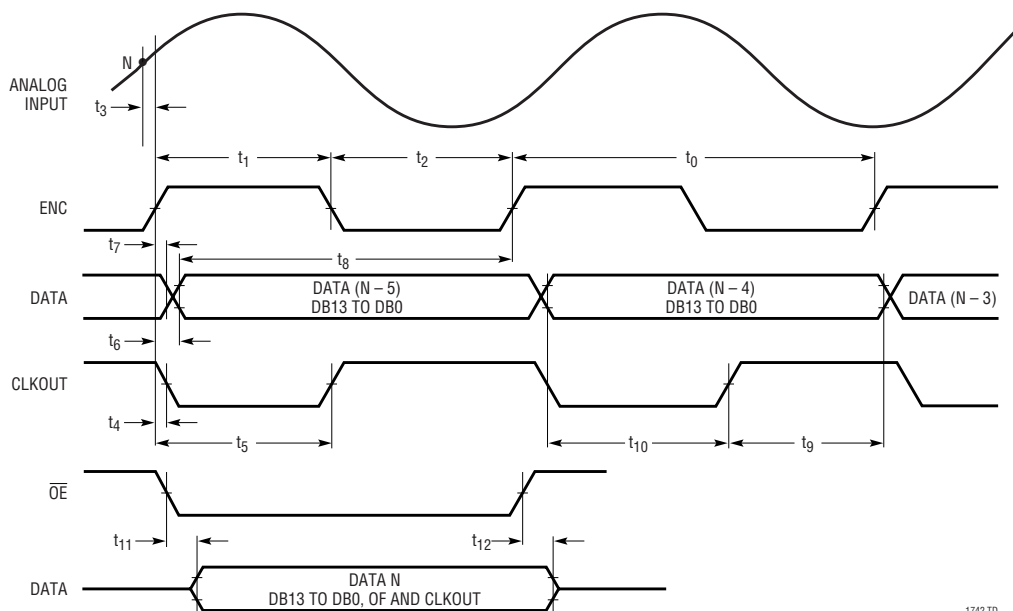 N
ANALOG
INPUT
t3
t1
t2
t0
ENC
t7
t8
DATA
DATA (N – 5)
DB13 TO DB0
DATA (N – 4)
DB13 TO DB0
DATA (N – 3)
t6
CLKOUT
t4
t5
t10
t9
OE
t11
t12
DATA
DATA N
DB13 TO DB0, OF AND CLKOUT